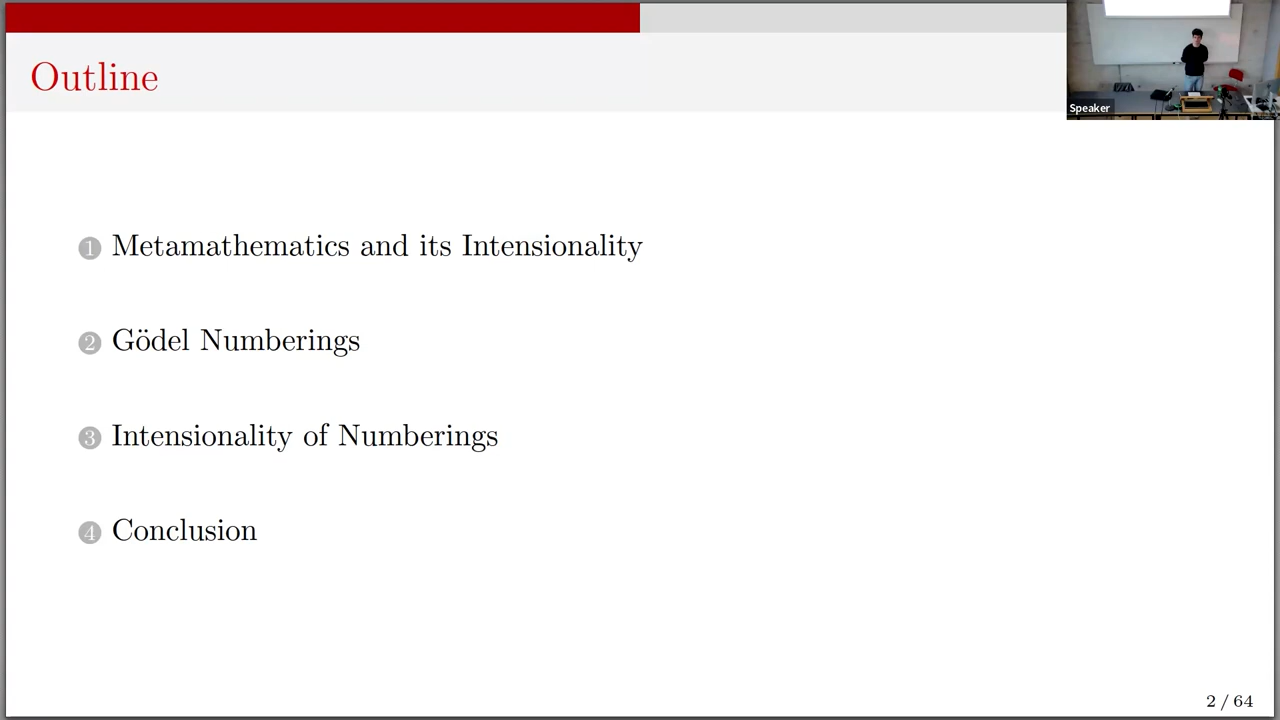 Outline
Speaker
1 Metamathematics and its Intensionality
2 Gödel Numberings
3 Intensionality of Numberings
4 Conclusion
2 / 64